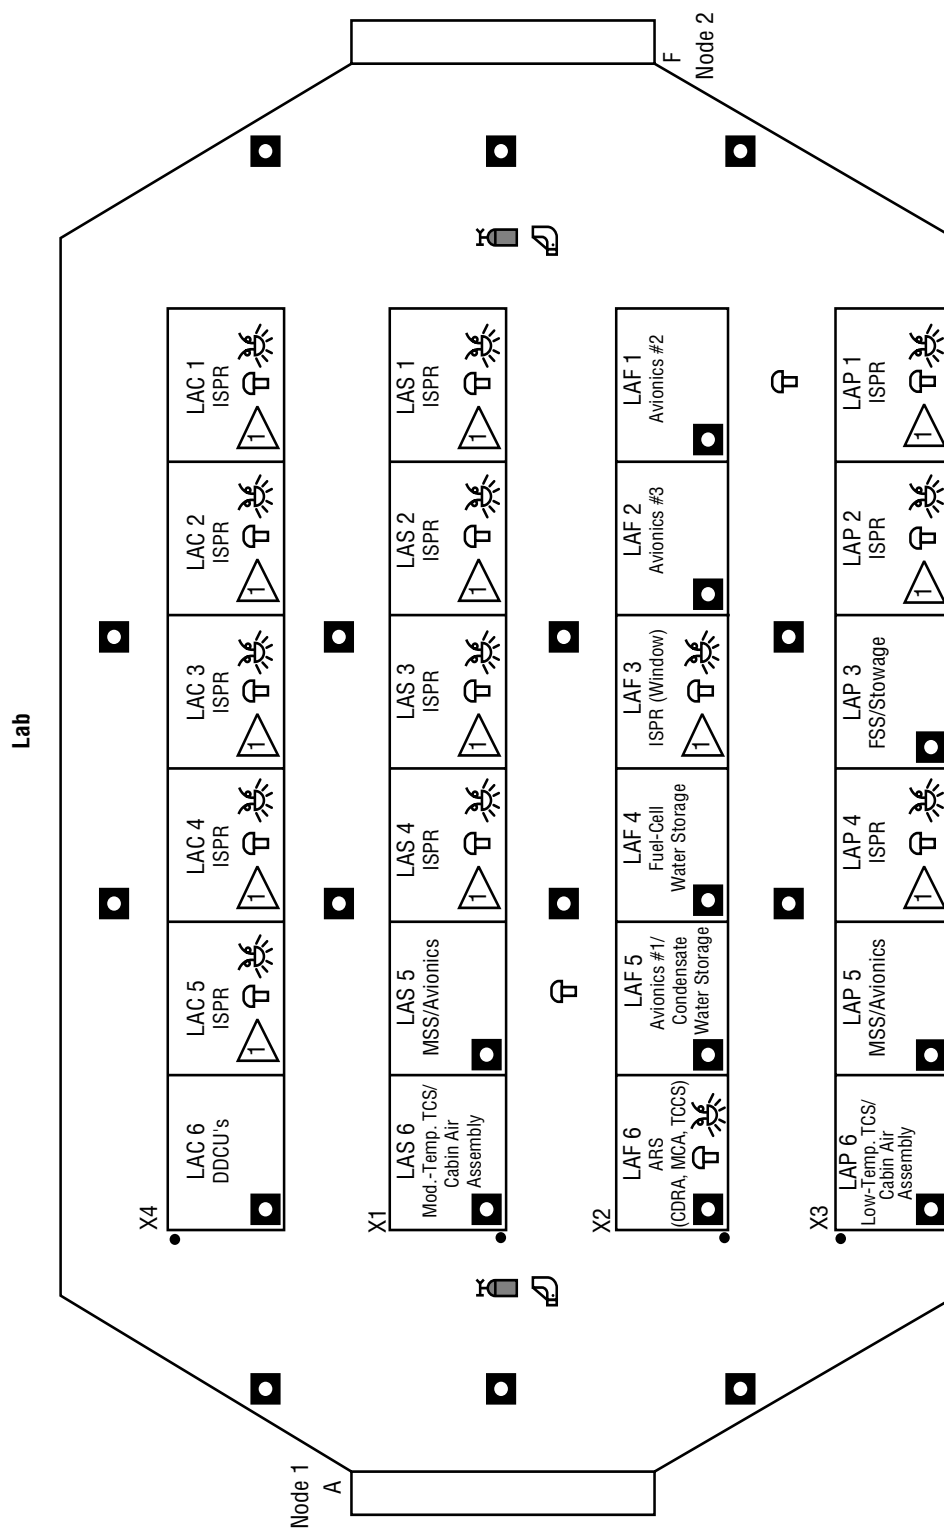 Lab
Node 1
A
F
Node 2
X4
LAC 6
DDCU's
LAC 5
ISPR
1
LAC 4
ISPR
1
LAC 3
ISPR
1
LAC 2
ISPR
1
LAC 1
ISPR
1
X1
LAS 6
Mod.-Temp. TCS/
Cabin Air
Assembly
LAS 5
MSS/Avionics
LAS 4
ISPR
1
LAS 3
ISPR
1
LAS 2
ISPR
1
LAS 1
ISPR
1
X2
LAF 6
ARS
(CDRA, MCA, TCCS)
LAF 5
Avionics #1/
Condensate
Water Storage
LAF 4
Fuel-Cell
Water Storage
LAF 3
ISPR (Window)
1
LAF 2
Avionics #3
LAF 1
Avionics #2
X3
LAP 6
Low-Temp. TCS/
Cabin Air
Assembly
LAP 5
MSS/Avionics
LAP 4
ISPR
1
LAP 3
FSS/Stowage
LAP 2
ISPR
1
LAP 1
ISPR
1